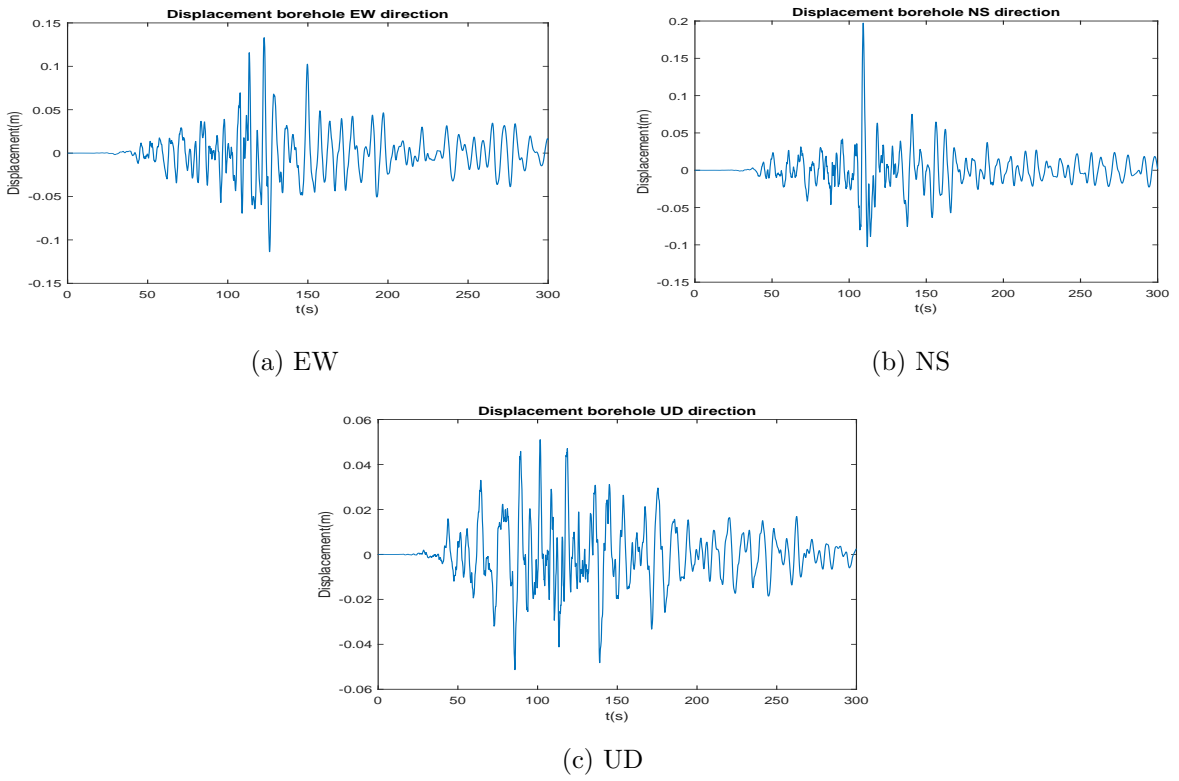 Displacement borehole EW direction
0.15
0.1
0.05
0
-0.05
-0.1
-0.15
Displacement(m)
0 50 100 150 200 250 300
t(s)
(a) EW
Displacement borehole NS direction
0.2
0.15
0.1
0.05
0
-0.05
-0.1
-0.15
Displacement(m)
0 50 100 150 200 250 300
t(s)
(b) NS
Displacement borehole UD direction
0.06
0.04
0.02
0
-0.02
-0.04
-0.06
Displacement(m)
0 50 100 150 200 250 300
t(s)
(c) UD